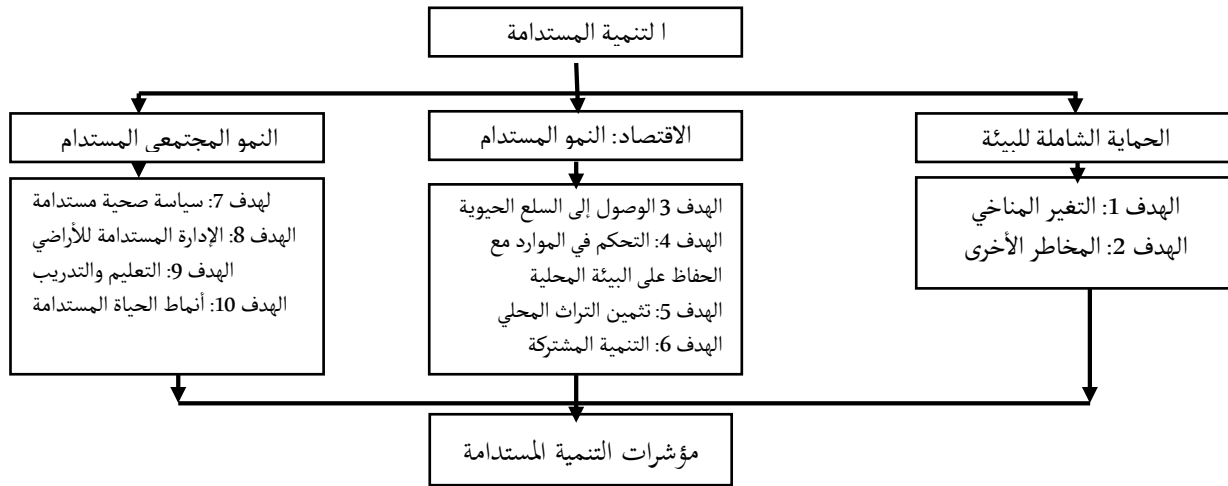 ا لتنمية المستدامة
الحماية الشاملة للبيئة
الاقتصاد: النمو المستدام
النمو المجتمعي المستدام
الهدف 1: التغير المناخي
الهدف 2: المخاطر الأخرى
الهدف 3 الوصول إلى السلع الحيوية
الهدف 4: التحكم في الموارد مع
الحفاظ على البيئة المحلية
الهدف 5: تثمين التراث المحلي
الهدف 6: التنمية المشتركة
لهدف 7: سياسة صحية مستدامة
الهدف 8: الإدارة المستدامة للأراضي
الهدف 9: التعليم والتدريب
الهدف 10: أنماط الحياة المستدامة
مؤشرات التنمية المستدامة